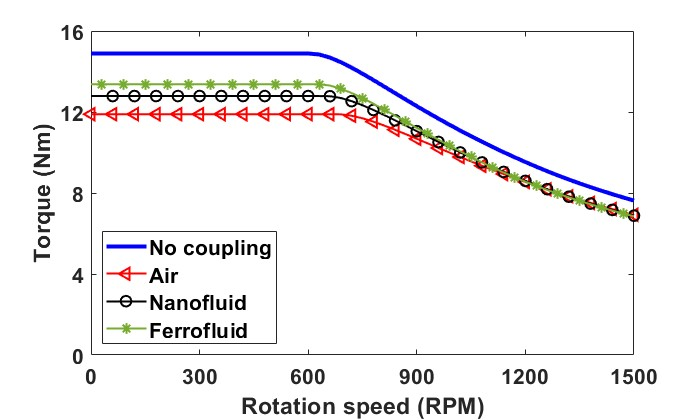 16
12
8
4
0
Torque (Nm)
No coupling
Air
Nanofluid
Ferrofluid
0 300 600 900 1200 1500
Rotation speed (RPM)